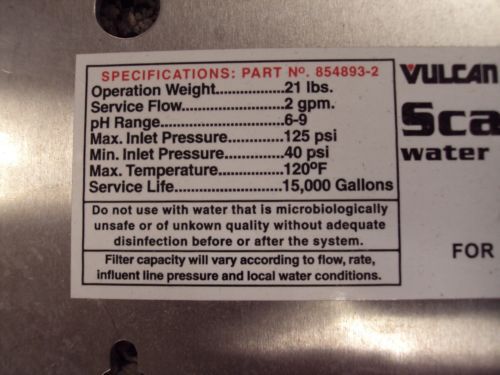 SPECIFICATIONS: PART Nº. 854893-2
Operation Weight................21 lbs.
Service Flow........................2 gpm.
pH Range............................6-9
Max. Inlet Pressure............125 psi
Min. Inlet Pressure.............40 psi
Max. Temperature..............120ºF
Service Life.........................15,000 Gallons
Do not use with water that is microbiologically
unsafe or of unkown quality without adequate
disinfection before or after the system.
Filter capacity will vary according to flow, rate,
influent line pressure and local water conditions.
VULCAN
Sca
water
FOR